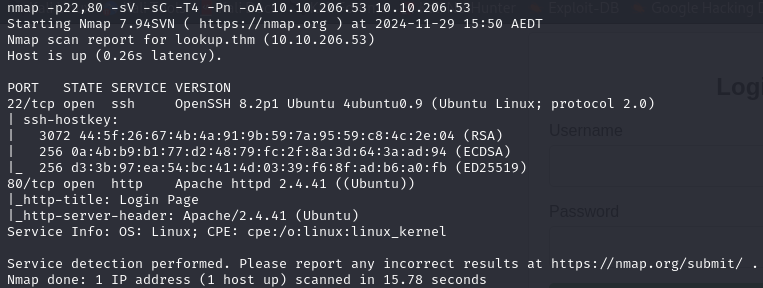 nmap -p22,80 -sV -sC -T4 -Pn -oA 10.10.206.53 10.10.206.53
Hunter Exploit-DB Google Hacking
Starting Nmap 7.94SVN ( https://nmap.org ) at 2024-11-29 15:50 AEDT
Nmap scan report for lookup.thm (10.10.206.53)
Host is up (0.26s latency).
PORT   STATE SERVICE VERSION
22/tcp open  ssh     OpenSSH 8.2p1 Ubuntu 4ubuntu0.9 (Ubuntu Linux; protocol 2.0)
| ssh-hostkey:
|   3072 44:5f:26:67:4b:4a:91:9b:59:7a:95:59:c8:4c:2e:04 (RSA)
|   256 0a:4b:b9:b1:77:d2:48:79:fc:2f:8a:3d:64:3a:ad:94 (ECDSA)
|_  256 d3:3b:97:ea:54:bc:41:4d:03:39:f6:8f:ad:b6:a0:fb (ED25519)
80/tcp open  http    Apache httpd 2.4.41 ((Ubuntu))
|_http-title: Login Page
|_http-server-header: Apache/2.4.41 (Ubuntu)
Service Info: OS: Linux; CPE: cpe:/o:linux:linux_kernel
Service detection performed. Please report any incorrect results at https://nmap.org/submit/ .
Nmap done: 1 IP address (1 host up) scanned in 15.78 seconds
Username
Password